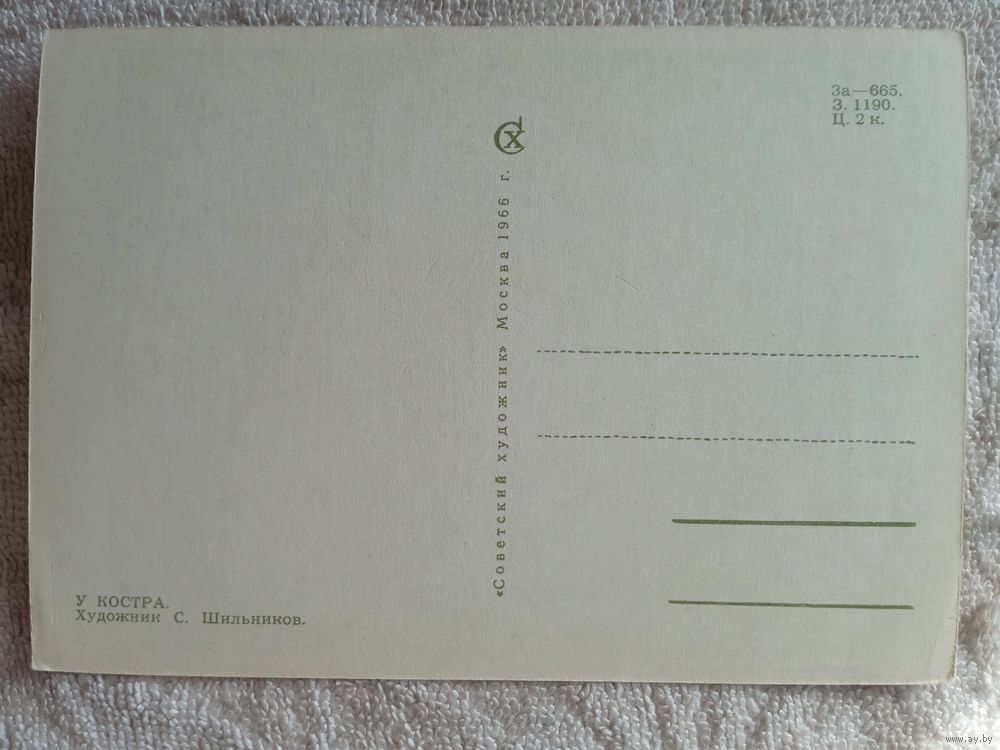 За—665.
З. 1190.
Ц. 2 к.
СХ
«Советский художник» Москва 1966 г.
У КОСТРА.
Художник С. Шильников.
www.ay.by